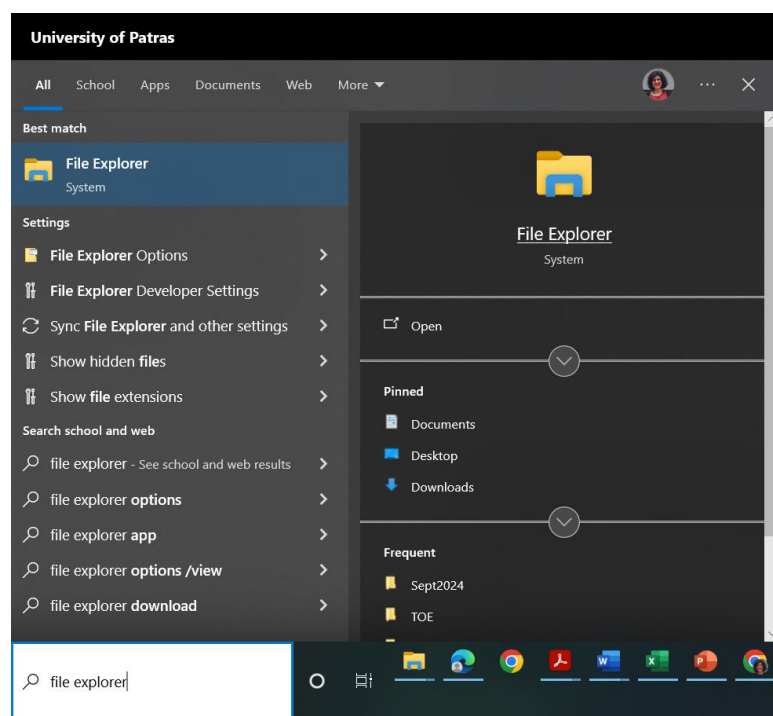 University of Patras
All School Apps Documents Web More
Best match
File Explorer
System
Settings
File Explorer Options
File Explorer Developer Settings
Sync File Explorer and other settings
Show hidden files
Show file extensions
Search school and web
file explorer - See school and web results
file explorer options
file explorer app
file explorer options /view
file explorer download
File Explorer
System
Open
Pinned
Documents
Desktop
Downloads
Frequent
Sept2024
TOE
file explorer